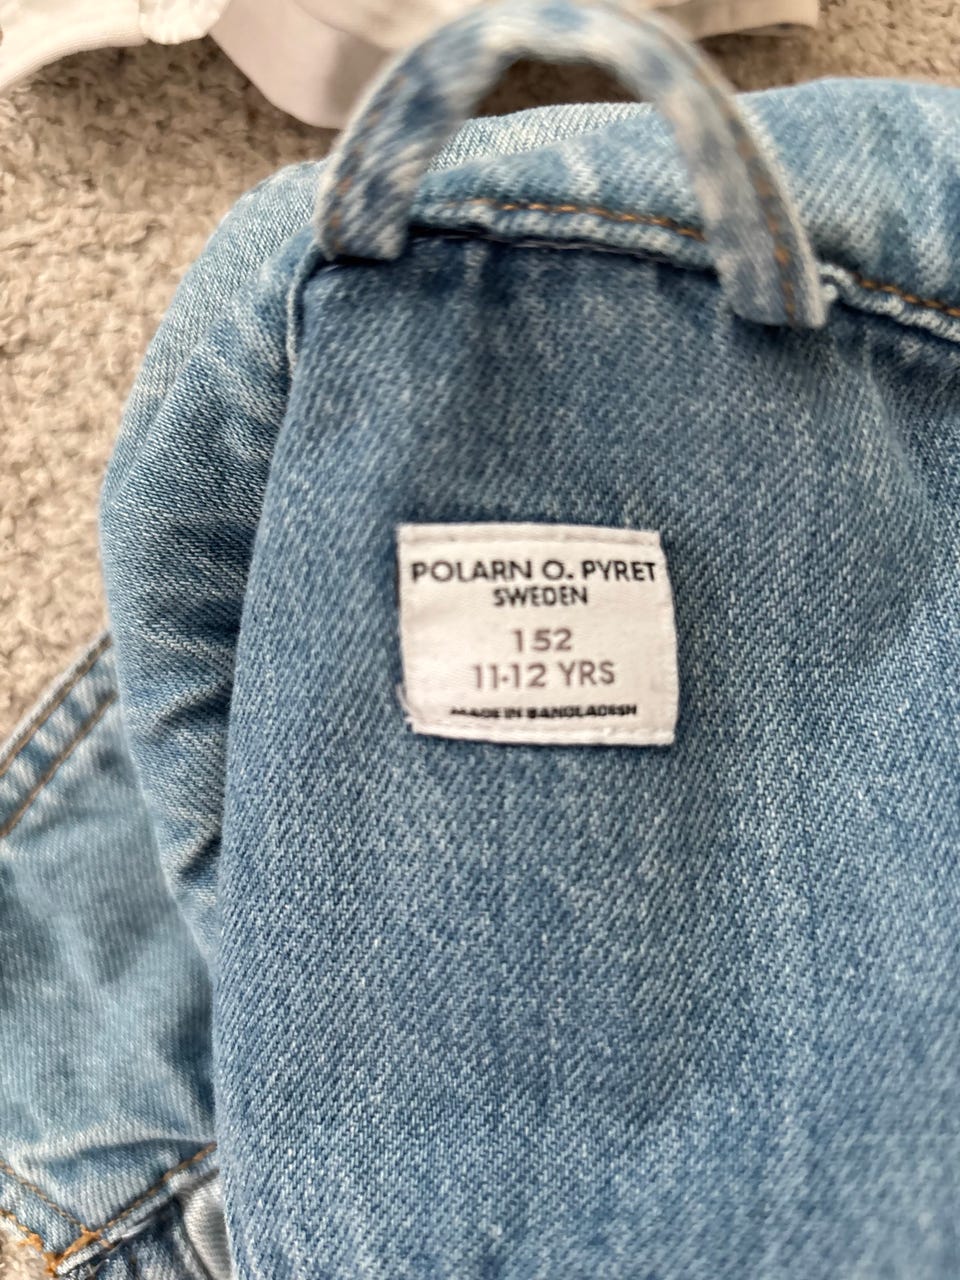 POLARN O. PYRET
SWEDEN
152
11-12 YRS
MADE IN BANGLADESH